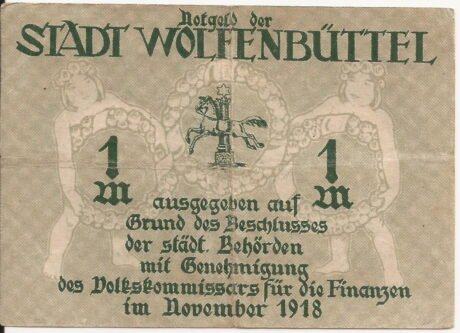 Notgeld der
STADT WOLFENBÜTTEL
1 1
M M
ausgegeben auf
Grund des Beschlusses
der städt. Behörden
mit Genehmigung
des Volkskommissars für die Finanzen
im November 1918